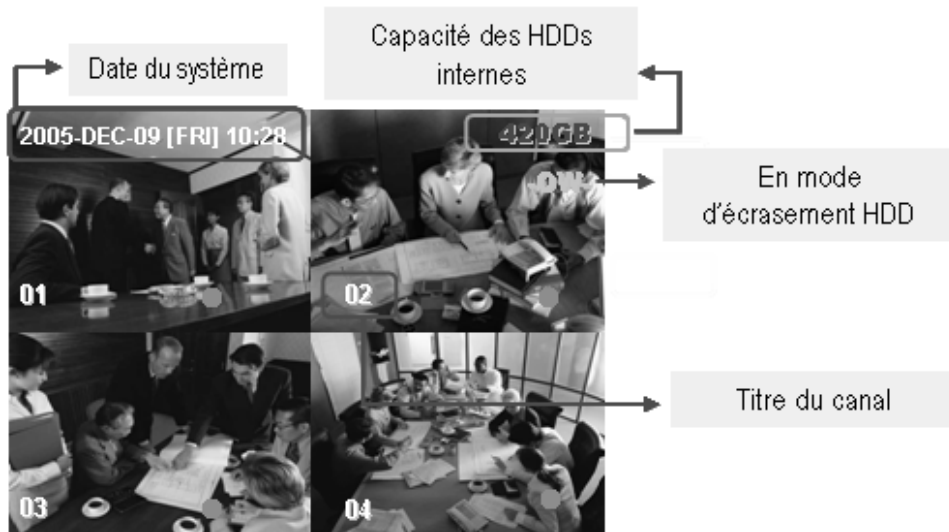 Capacité des HDDs
internes
Date du système
2005-DEC-09 [FRI] 10:28
420GB
OW
En mode
d'écrasement HDD
01
02
Titre du canal
03
04